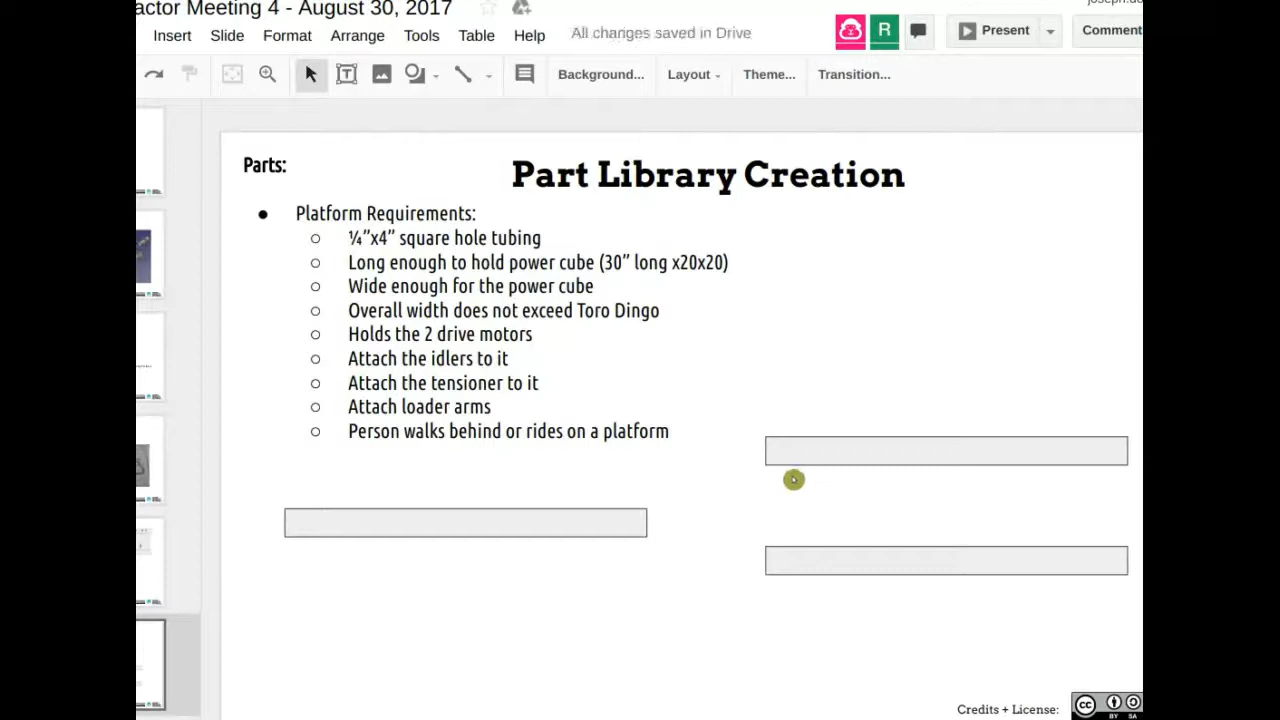 actor Meeting 4 - August 30, 2017
Insert Slide Format Arrange Tools Table Help All changes saved in Drive
R Present Comment
Background... Layout Theme... Transition...
Parts:
Part Library Creation
● Platform Requirements:
○ ¼”x4” square hole tubing
○ Long enough to hold power cube (30” long x20x20)
○ Wide enough for the power cube
○ Overall width does not exceed Toro Dingo
○ Holds the 2 drive motors
○ Attach the idlers to it
○ Attach the tensioner to it
○ Attach loader arms
○ Person walks behind or rides on a platform
Credits + License:
cc
BY SA